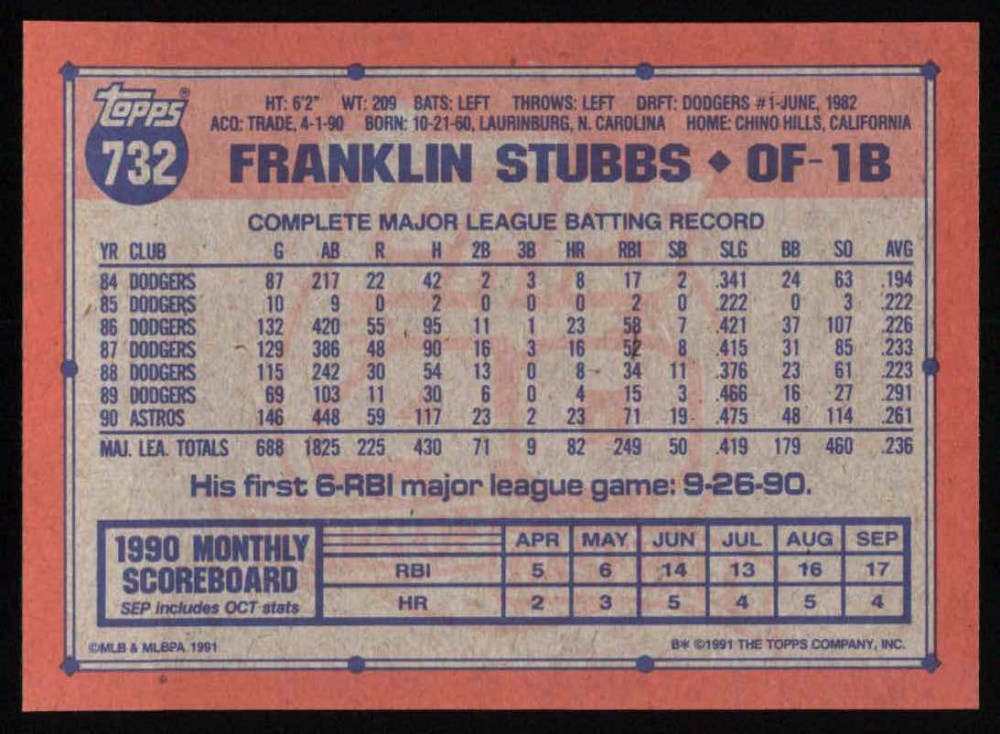 topps®
732
HT: 6'2" WT: 209 BATS: LEFT THROWS: LEFT DRFT: DODGERS #1-JUNE, 1982
ACQ: TRADE, 4-1-90 BORN: 10-21-60, LAURINBURG, N. CAROLINA HOME: CHINO HILLS, CALIFORNIA
FRANKLIN STUBBS ◆ OF-1B
COMPLETE MAJOR LEAGUE BATTING RECORD
YR CLUB G AB R H 2B 3B HR RBI SB SLG BB SO AVG
84 DODGERS 87 217 22 42 2 3 8 17 2 .341 24 63 .194
85 DODGERS 10 9 0 2 0 0 0 2 0 .222 0 3 .222
86 DODGERS 132 420 55 95 11 1 23 58 7 .421 37 107 .226
87 DODGERS 129 386 48 90 16 3 16 52 8 .415 31 85 .233
88 DODGERS 115 242 30 54 13 0 8 34 11 .376 23 61 .223
89 DODGERS 69 103 11 30 6 0 4 15 3 .466 16 27 .291
90 ASTROS 146 448 59 117 23 2 23 71 19 .475 48 114 .261
MAJ. LEA. TOTALS 688 1825 225 430 71 9 82 249 50 .419 179 460 .236
His first 6-RBI major league game: 9-26-90.
1990 MONTHLY
SCOREBOARD
SEP includes OCT stats
APR MAY JUN JUL AUG SEP
RBI 5 6 14 13 16 17
HR 2 3 5 4 5 4
©MLB & MLBPA 1991
B* ©1991 THE TOPPS COMPANY, INC.